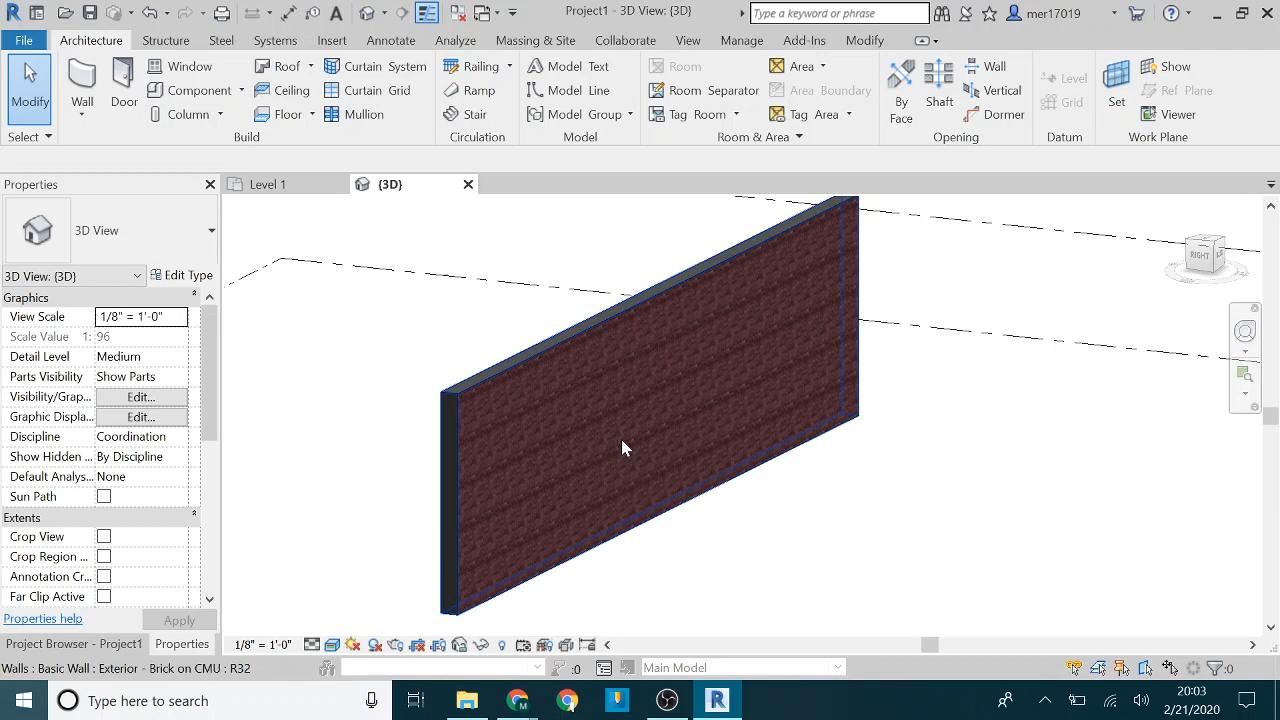 Project1 - 3D View: {3D}
Type a keyword or phrase
mer17019
File Architecture Structure Steel Systems Insert Annotate Analyze Massing & Site Collaborate View Manage Add-Ins Modify
Modify
Select
Wall
Door
Window
Component
Column
Roof
Ceiling
Floor
Curtain System
Curtain Grid
Mullion
Build
Railing
Ramp
Stair
Circulation
Model Text
Model Line
Model Group
Model
Room
Room Separator
Tag Room
Area
Area Boundary
Tag Area
Room & Area
By Face
Shaft
Wall
Vertical
Dormer
Opening
Level
Grid
Datum
Set
Show
Ref Plane
Viewer
Work Plane
Properties
Level 1
{3D}
3D View
3D View: {3D}
Edit Type
Graphics
View Scale 1/8" = 1'-0"
Scale Value 1: 96
Detail Level Medium
Parts Visibility Show Parts
Visibility/Grap... Edit...
Graphic Displa... Edit...
Discipline Coordination
Show Hidden ... By Discipline
Default Analys... None
Sun Path
Extents
Crop View
Crop Region ...
Annotation Cr...
Far Clip Active
Properties help
Apply
RIGHT
Project Browser - Project1 Properties
1/8" = 1'-0"
Walls : Basic Wall : Exterior - Brick on CMU : R32
:0
Main Model
:0
Type here to search
20:03
2/21/2020